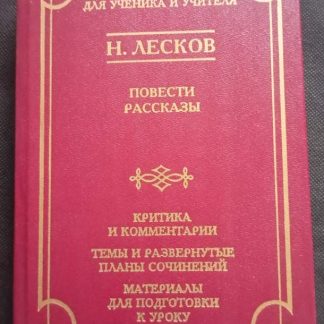 ДЛЯ УЧЕНИКА И УЧИТЕЛЯ
Н. ЛЕСКОВ
ПОВЕСТИ
РАССКАЗЫ
КРИТИКА
И КОММЕНТАРИИ
ТЕМЫ И РАЗВЕРНУТЫЕ
ПЛАНЫ СОЧИНЕНИЙ
МАТЕРИАЛЫ
ДЛЯ ПОДГОТОВКИ
К УРОКУ